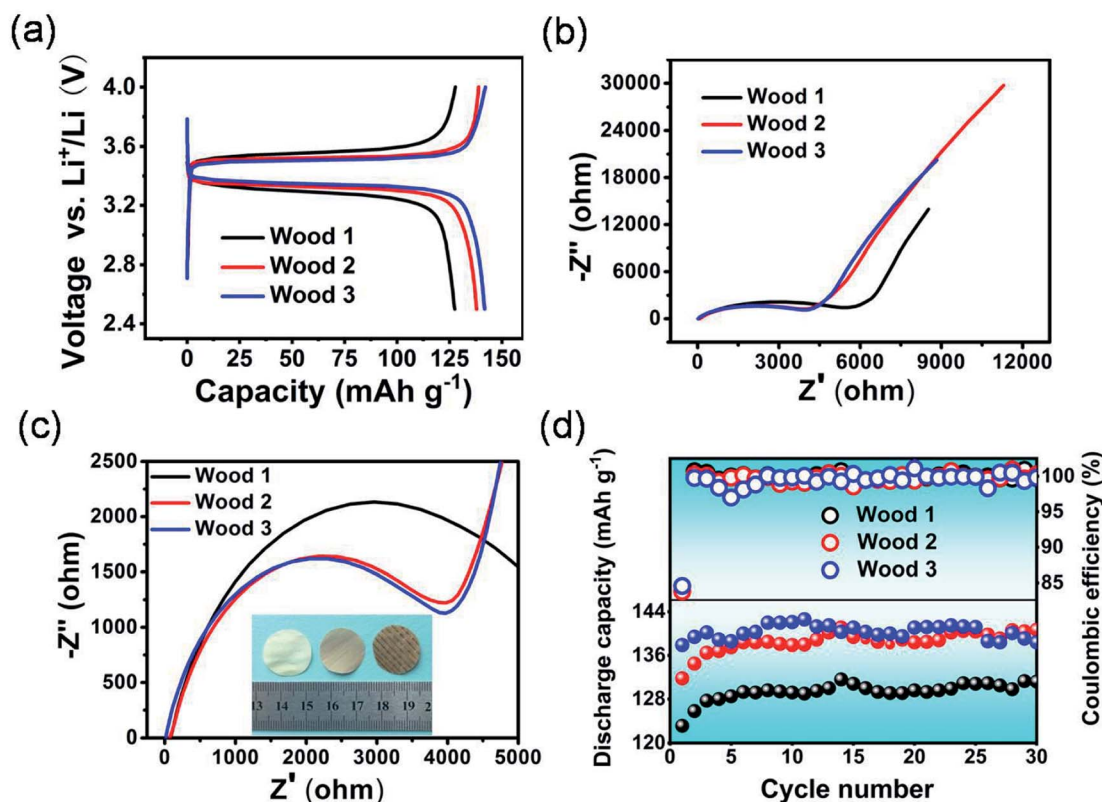 (a)
Voltage vs. Li⁺/Li (V)
4.0
3.6
3.2
2.8
2.4
Wood 1
Wood 2
Wood 3
0 25 50 75 100 125 150
Capacity (mAh g⁻¹)
(b)
-Z'' (ohm)
30000
24000
18000
12000
6000
0
Wood 1
Wood 2
Wood 3
0 3000 6000 9000 12000
Z' (ohm)
(c)
-Z'' (ohm)
2500
2000
1500
1000
500
0
Wood 1
Wood 2
Wood 3
13 14 15 16 17 18 19 2
0 1000 2000 3000 4000 5000
Z' (ohm)
(d)
Discharge capacity (mAh g⁻¹)
144
136
128
120
Wood 1
Wood 2
Wood 3
100
95
90
85
Coulombic efficiency (%)
0 5 10 15 20 25 30
Cycle number